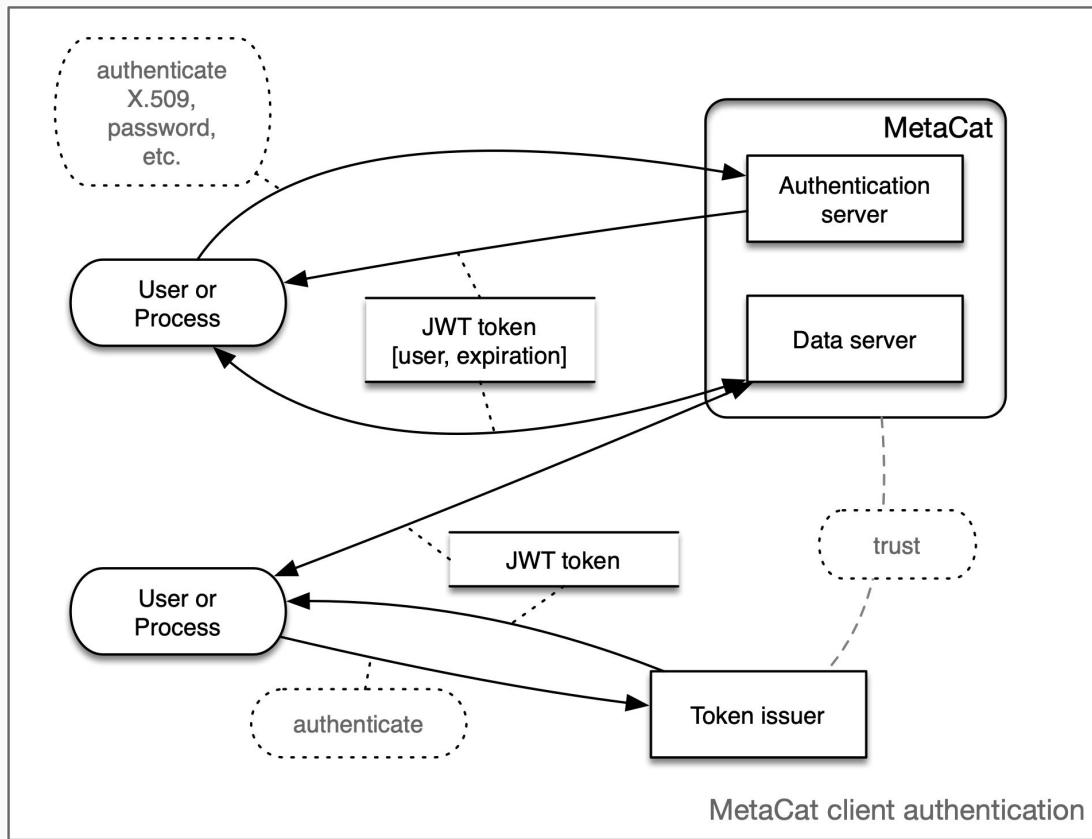 authenticate
X.509,
password,
etc.
MetaCat
Authentication
server
User or
Process
JWT token
[user, expiration]
Data server
JWT token
trust
User or
Process
authenticate
Token issuer
MetaCat client authentication